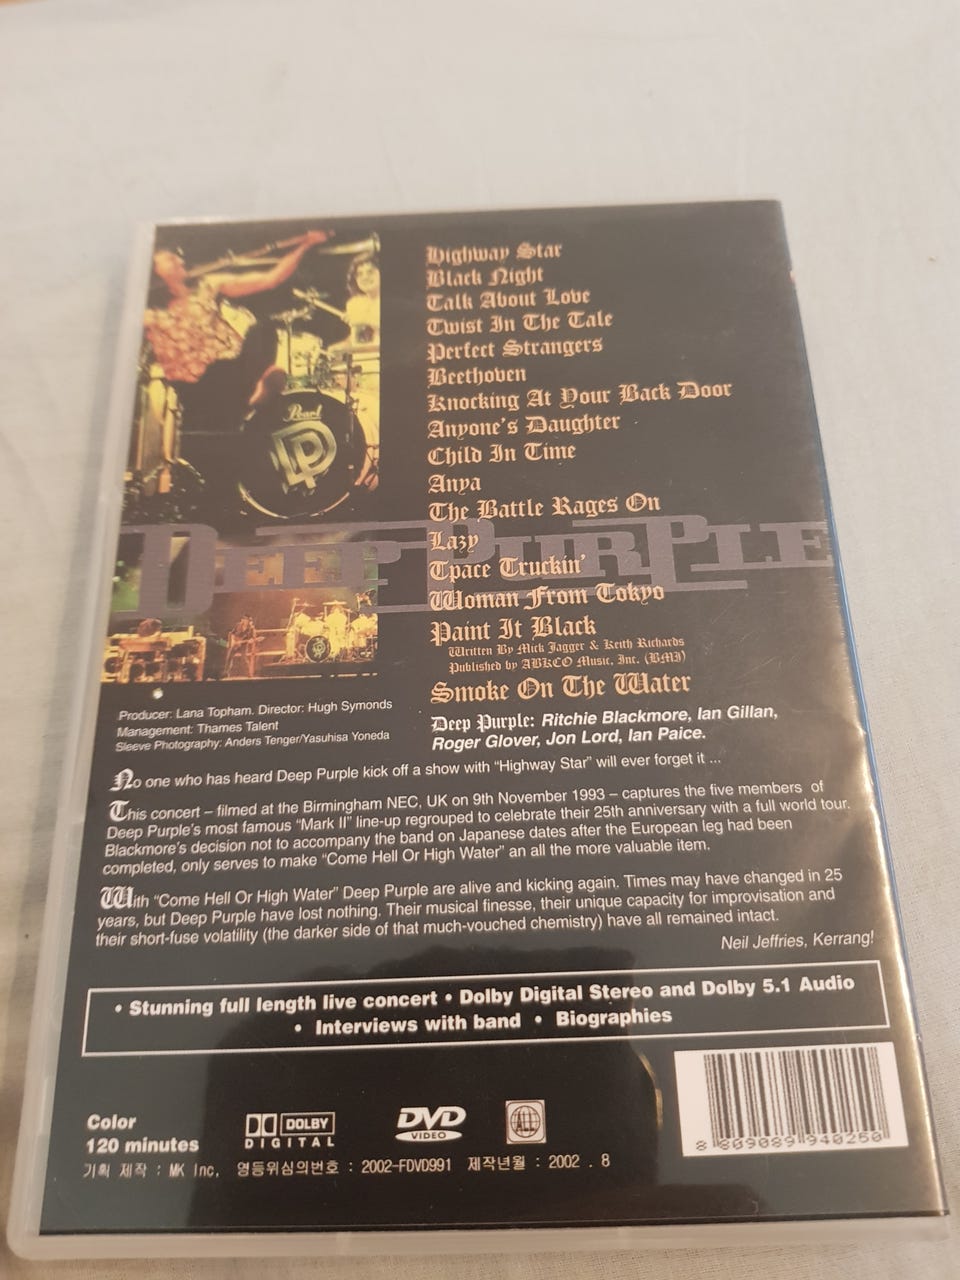 Highway Star
Black Night
Talk About Love
Twist In The Tale
Perfect Strangers
Beethoven
Knocking At Your Back Door
Anyone's Daughter
Child In Time
Anya
The Battle Rages On
Lazy
Tpace Truckin'
Woman From Tokyo
Paint It Black
Written By Mick Jagger & Keith Richards
Published by ABKCO Music, Inc. (BMI)
Smoke On The Water
Pearl
DP
DEEP PURPLE
Producer: Lana Topham. Director: Hugh Symonds
Management: Thames Talent
Sleeve Photography: Anders Tenger/Yasuhisa Yoneda
Deep Purple: Ritchie Blackmore, Ian Gillan,
Roger Glover, Jon Lord, Ian Paice.
No one who has heard Deep Purple kick off a show with “Highway Star” will ever forget it ...
This concert – filmed at the Birmingham NEC, UK on 9th November 1993 – captures the five members of
Deep Purple's most famous “Mark II” line-up regrouped to celebrate their 25th anniversary with a full world tour.
Blackmore's decision not to accompany the band on Japanese dates after the European leg had been
completed, only serves to make “Come Hell Or High Water” an all the more valuable item.
With “Come Hell Or High Water” Deep Purple are alive and kicking again. Times may have changed in 25
years, but Deep Purple have lost nothing. Their musical finesse, their unique capacity for improvisation and
their short-fuse volatility (the darker side of that much-vouched chemistry) have all remained intact.
Neil Jeffries, Kerrang!
• Stunning full length live concert • Dolby Digital Stereo and Dolby 5.1 Audio
• Interviews with band • Biographies
Color
120 minutes
DOLBY
DIGITAL
DVD
VIDEO
ALL
8 809089 940250
기획 제작 : MK Inc, 영등위심의번호 : 2002-FDVD991 제작년월 : 2002 . 8